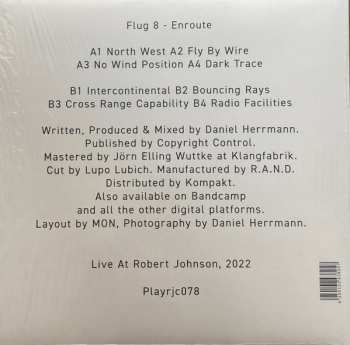 Flug 8 - Enroute
A1 North West A2 Fly By Wire
A3 No Wind Position A4 Dark Trace
B1 Intercontinental B2 Bouncing Rays
B3 Cross Range Capability B4 Radio Facilities
Written, Produced & Mixed by Daniel Herrmann.
Published by Copyright Control.
Mastered by Jörn Elling Wuttke at Klangfabrik.
Cut by Lupo Lubich. Manufactured by R.A.N.D.
Distributed by Kompakt.
Also available on Bandcamp
and all the other digital platforms.
Layout by MON, Photography by Daniel Herrmann.
Live At Robert Johnson, 2022
Playrjc078